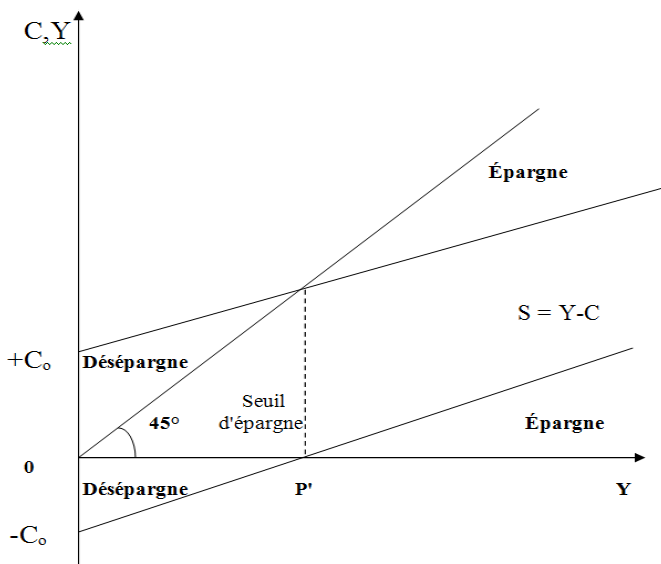 C,Y
Épargne
S = Y-C
+Cₒ
Désépargne
Seuil
d'épargne
45°
Épargne
0
Désépargne
P'
Y
-Cₒ